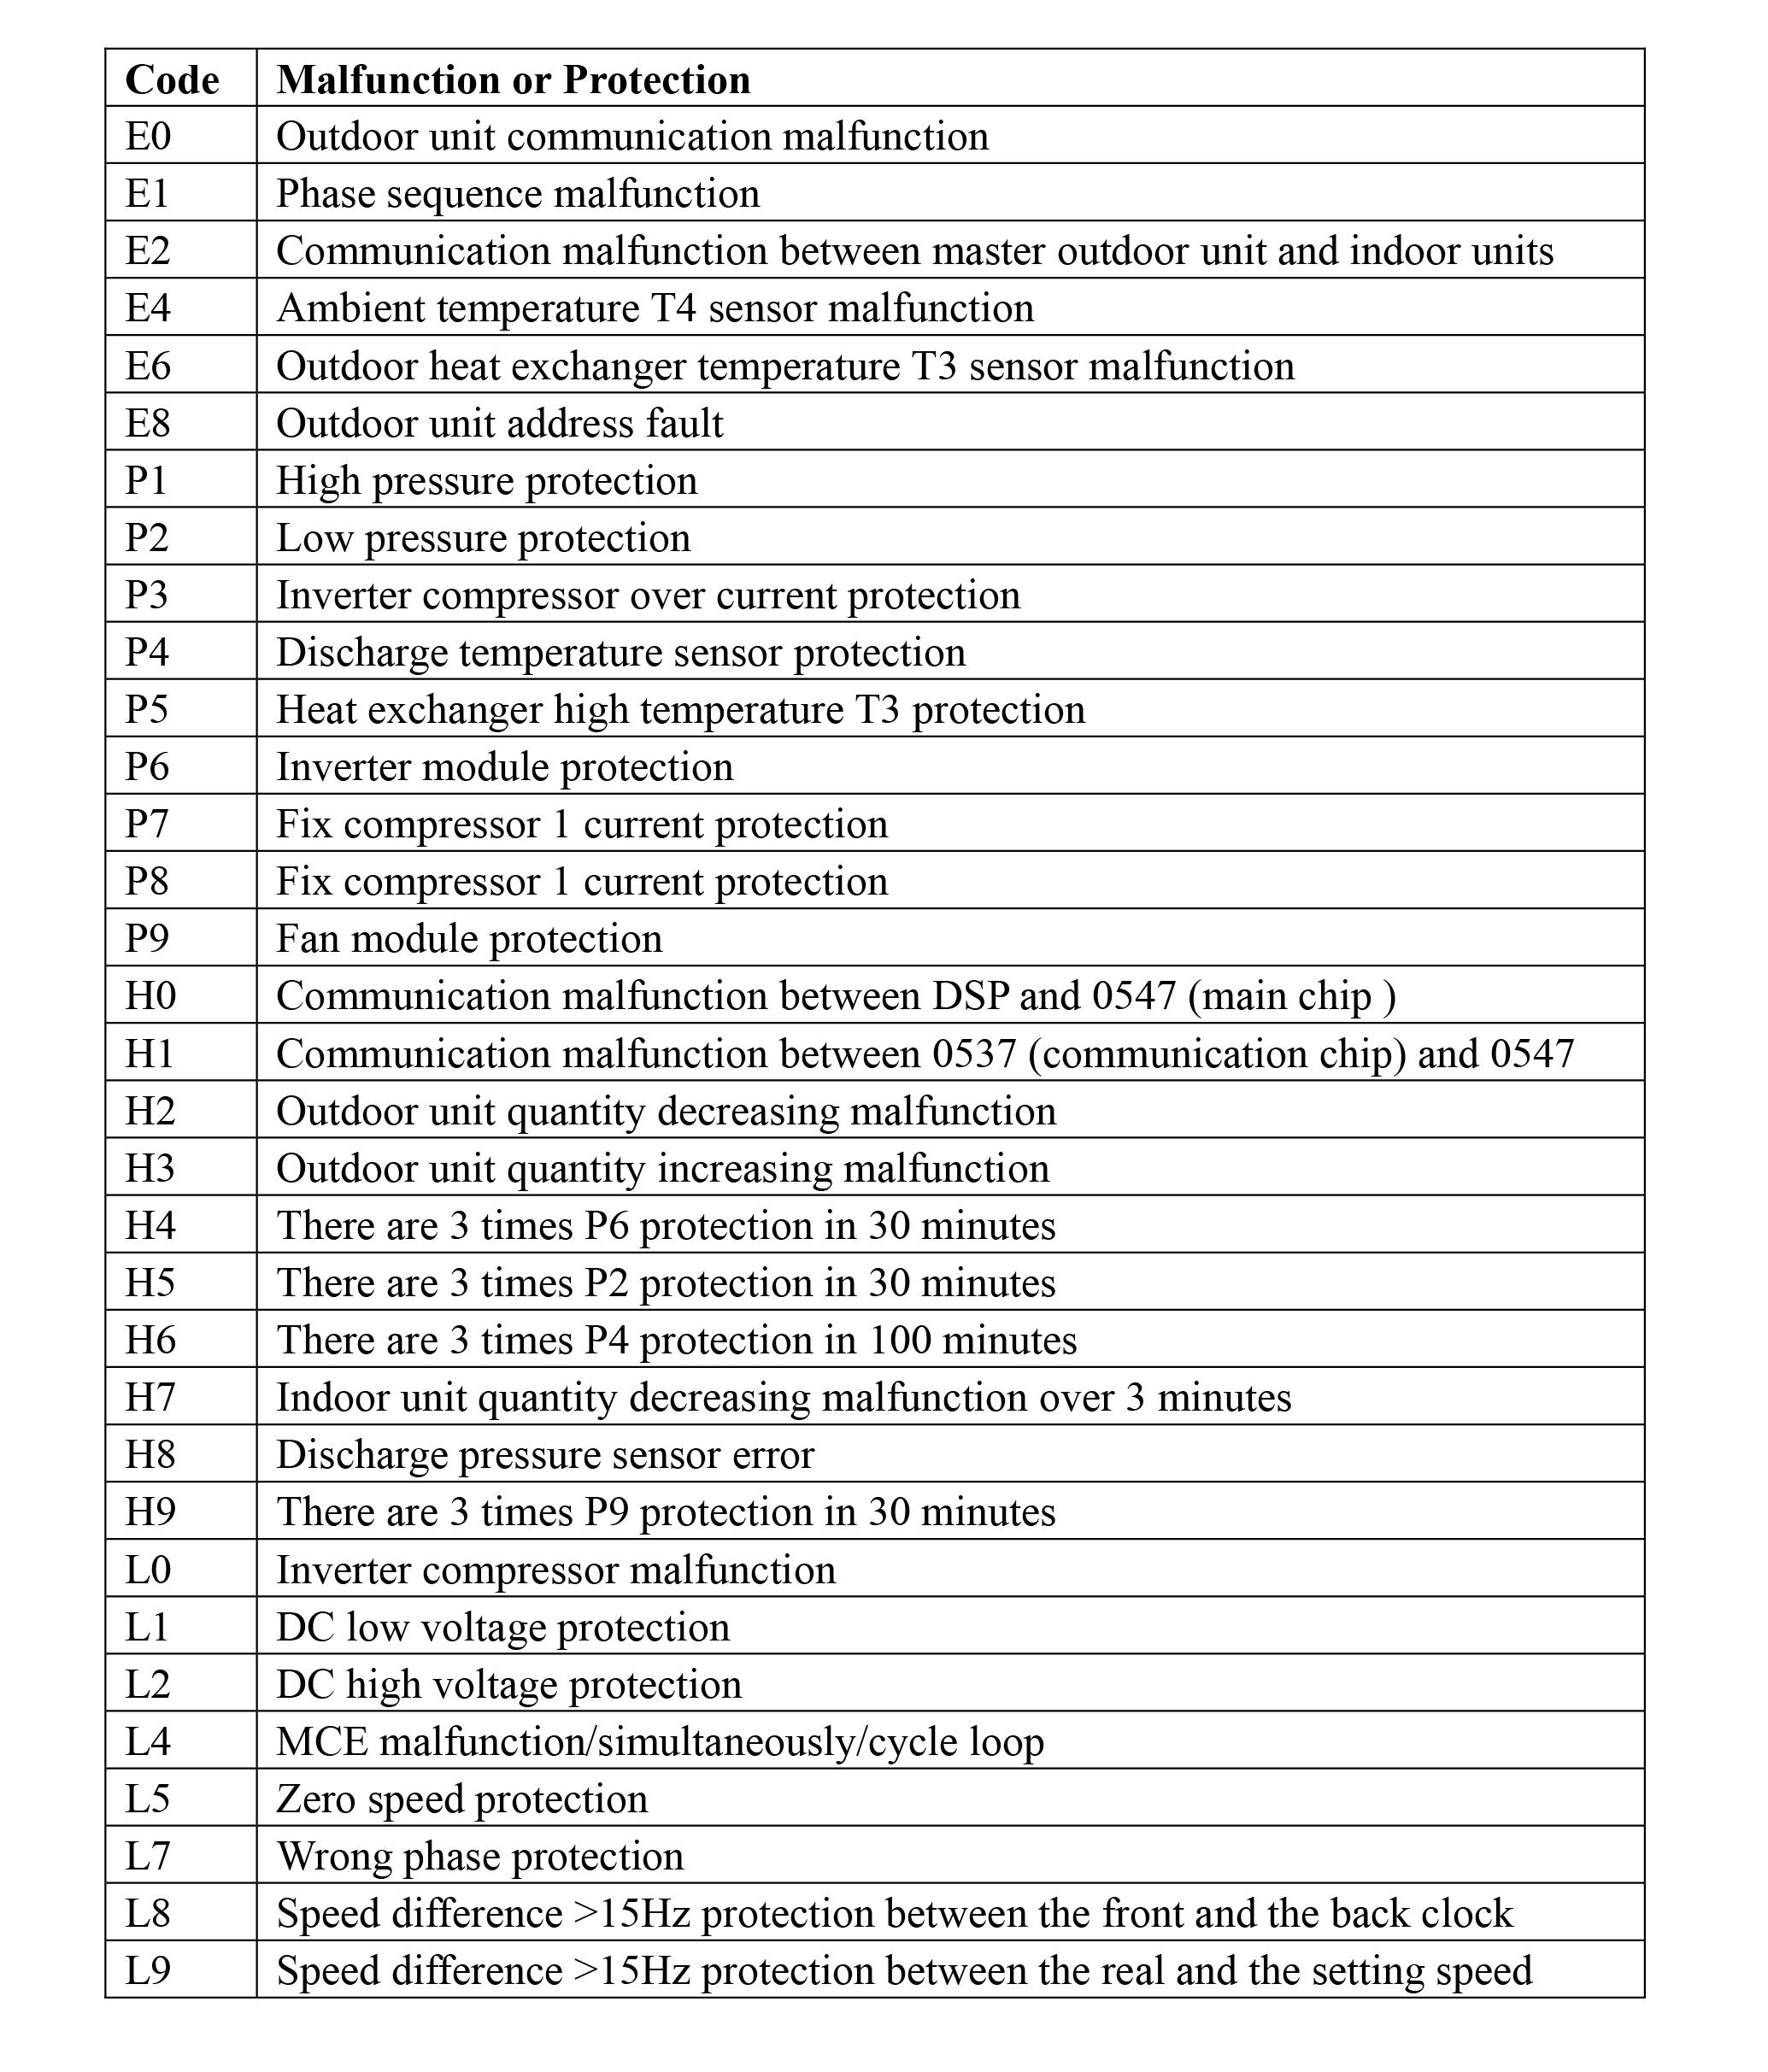 Code Malfunction or Protection
E0 Outdoor unit communication malfunction
E1 Phase sequence malfunction
E2 Communication malfunction between master outdoor unit and indoor units
E4 Ambient temperature T4 sensor malfunction
E6 Outdoor heat exchanger temperature T3 sensor malfunction
E8 Outdoor unit address fault
P1 High pressure protection
P2 Low pressure protection
P3 Inverter compressor over current protection
P4 Discharge temperature sensor protection
P5 Heat exchanger high temperature T3 protection
P6 Inverter module protection
P7 Fix compressor 1 current protection
P8 Fix compressor 1 current protection
P9 Fan module protection
H0 Communication malfunction between DSP and 0547 (main chip )
H1 Communication malfunction between 0537 (communication chip) and 0547
H2 Outdoor unit quantity decreasing malfunction
H3 Outdoor unit quantity increasing malfunction
H4 There are 3 times P6 protection in 30 minutes
H5 There are 3 times P2 protection in 30 minutes
H6 There are 3 times P4 protection in 100 minutes
H7 Indoor unit quantity decreasing malfunction over 3 minutes
H8 Discharge pressure sensor error
H9 There are 3 times P9 protection in 30 minutes
L0 Inverter compressor malfunction
L1 DC low voltage protection
L2 DC high voltage protection
L4 MCE malfunction/simultaneously/cycle loop
L5 Zero speed protection
L7 Wrong phase protection
L8 Speed difference >15Hz protection between the front and the back clock
L9 Speed difference >15Hz protection between the real and the setting speed